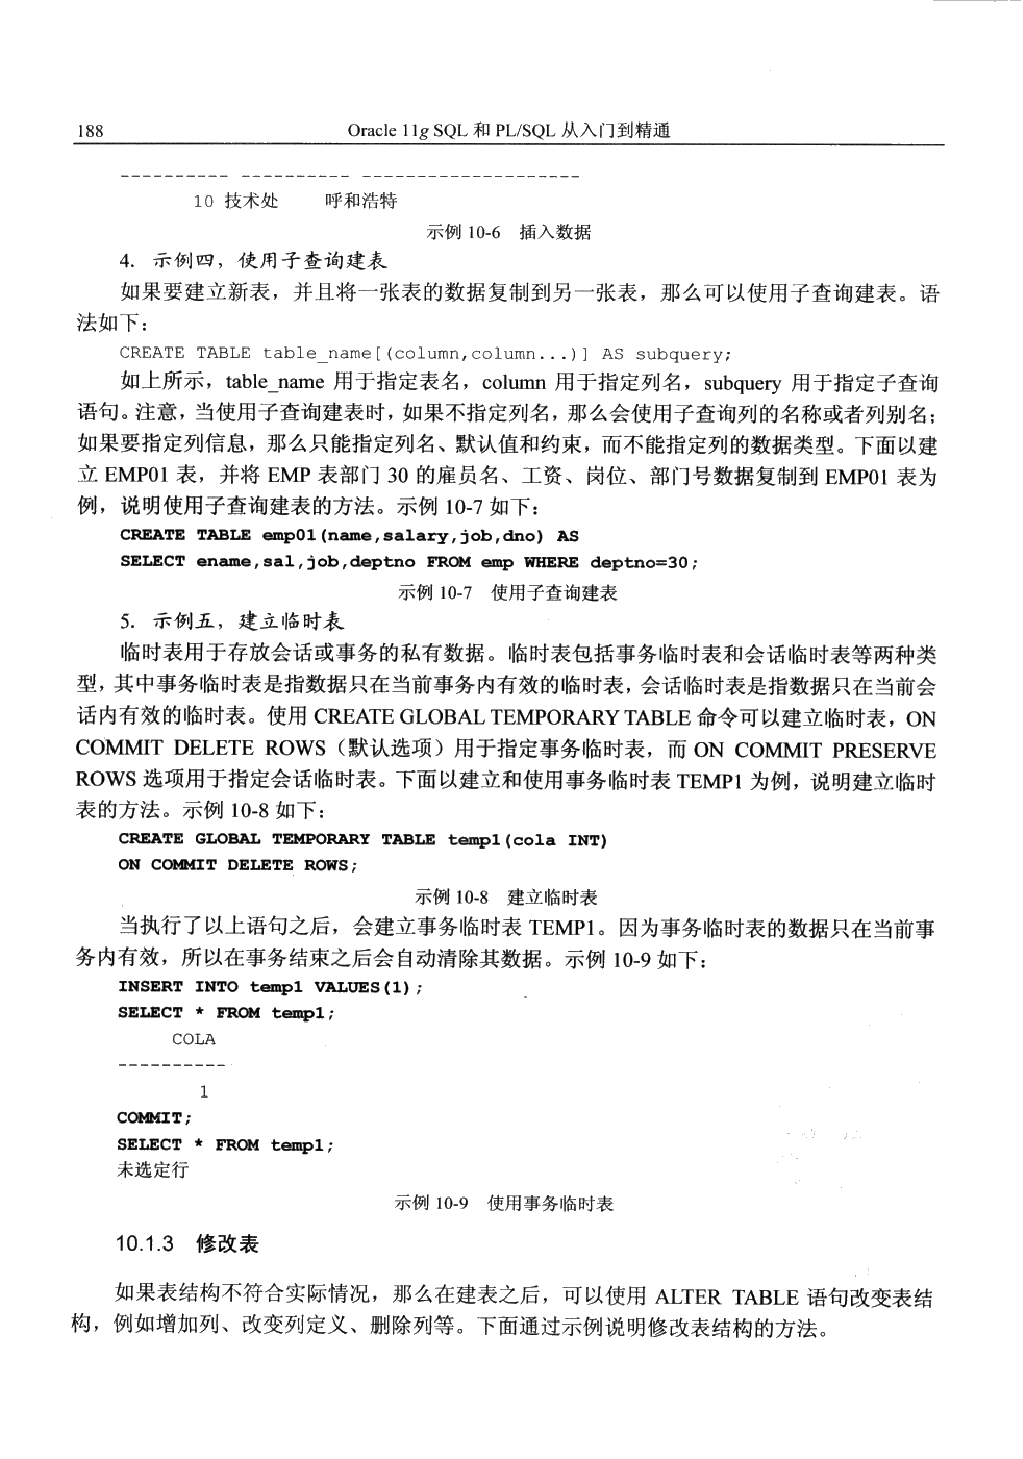 188
Oracle 11g SQL 和 PL/SQL 从入门到精通
---------- ---------- --------------------
10 技术处 呼和浩特
示例 10-6 插入数据
4. 示例四，使用子查询建表
如果要建立新表，并且将一张表的数据复制到另一张表，那么可以使用子查询建表。语
法如下：
CREATE TABLE table_name[(column,column...)] AS subquery;
如上所示，table_name 用于指定表名，column 用于指定列名，subquery 用于指定子查询
语句。注意，当使用子查询建表时，如果不指定列名，那么会使用子查询列的名称或者列别名；
如果要指定列信息，那么只能指定列名、默认值和约束，而不能指定列的数据类型。下面以建
立 EMP01 表，并将 EMP 表部门 30 的雇员名、工资、岗位、部门号数据复制到 EMP01 表为
例，说明使用子查询建表的方法。示例 10-7 如下：
CREATE TABLE emp01(name,salary,job,dno) AS
SELECT ename,sal,job,deptno FROM emp WHERE deptno=30;
示例 10-7 使用子查询建表
5. 示例五，建立临时表
临时表用于存放会话或事务的私有数据。临时表包括事务临时表和会话临时表等两种类
型，其中事务临时表是指数据只在当前事务内有效的临时表，会话临时表是指数据只在当前会
话内有效的临时表。使用 CREATE GLOBAL TEMPORARY TABLE 命令可以建立临时表，ON
COMMIT DELETE ROWS（默认选项）用于指定事务临时表，而 ON COMMIT PRESERVE
ROWS 选项用于指定会话临时表。下面以建立和使用事务临时表 TEMP1 为例，说明建立临时
表的方法。示例 10-8 如下：
CREATE GLOBAL TEMPORARY TABLE temp1(cola INT)
ON COMMIT DELETE ROWS;
示例 10-8 建立临时表
当执行了以上语句之后，会建立事务临时表 TEMP1。因为事务临时表的数据只在当前事
务内有效，所以在事务结束之后会自动清除其数据。示例 10-9 如下：
INSERT INTO temp1 VALUES(1);
SELECT * FROM temp1;
COLA
----------
1
COMMIT;
SELECT * FROM temp1;
未选定行
示例 10-9 使用事务临时表
10.1.3 修改表
如果表结构不符合实际情况，那么在建表之后，可以使用 ALTER TABLE 语句改变表结
构，例如增加列、改变列定义、删除列等。下面通过示例说明修改表结构的方法。